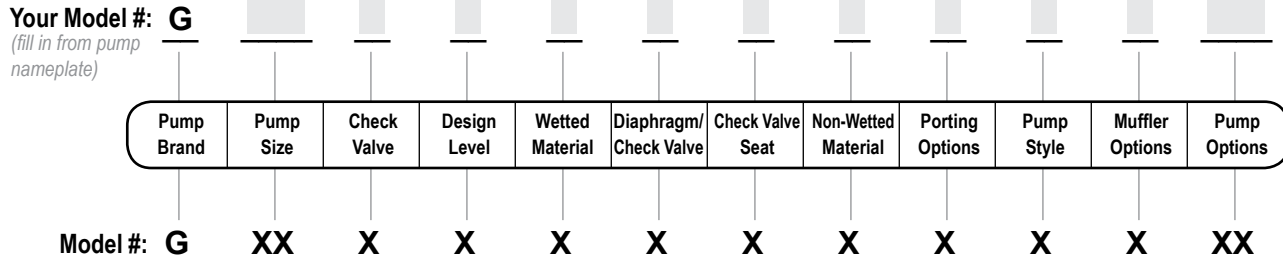 Your Model #: G
(fill in from pump
nameplate)
Pump Pump Check Design Wetted Diaphragm/ Check Valve Non-Wetted Porting Pump Muffler Pump
Brand Size Valve Level Material Check Valve Seat Material Options Style Options Options
Model #: G XX X X X X X X X X X XX